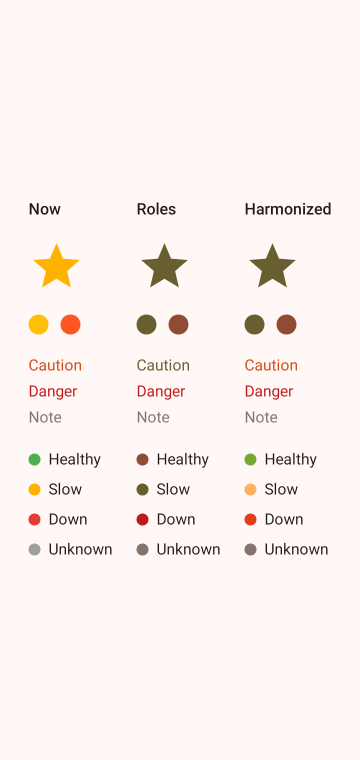 Now Roles Harmonized
Caution Caution Caution
Danger Danger Danger
Note Note Note
Healthy Healthy Healthy
Slow Slow Slow
Down Down Down
Unknown Unknown Unknown